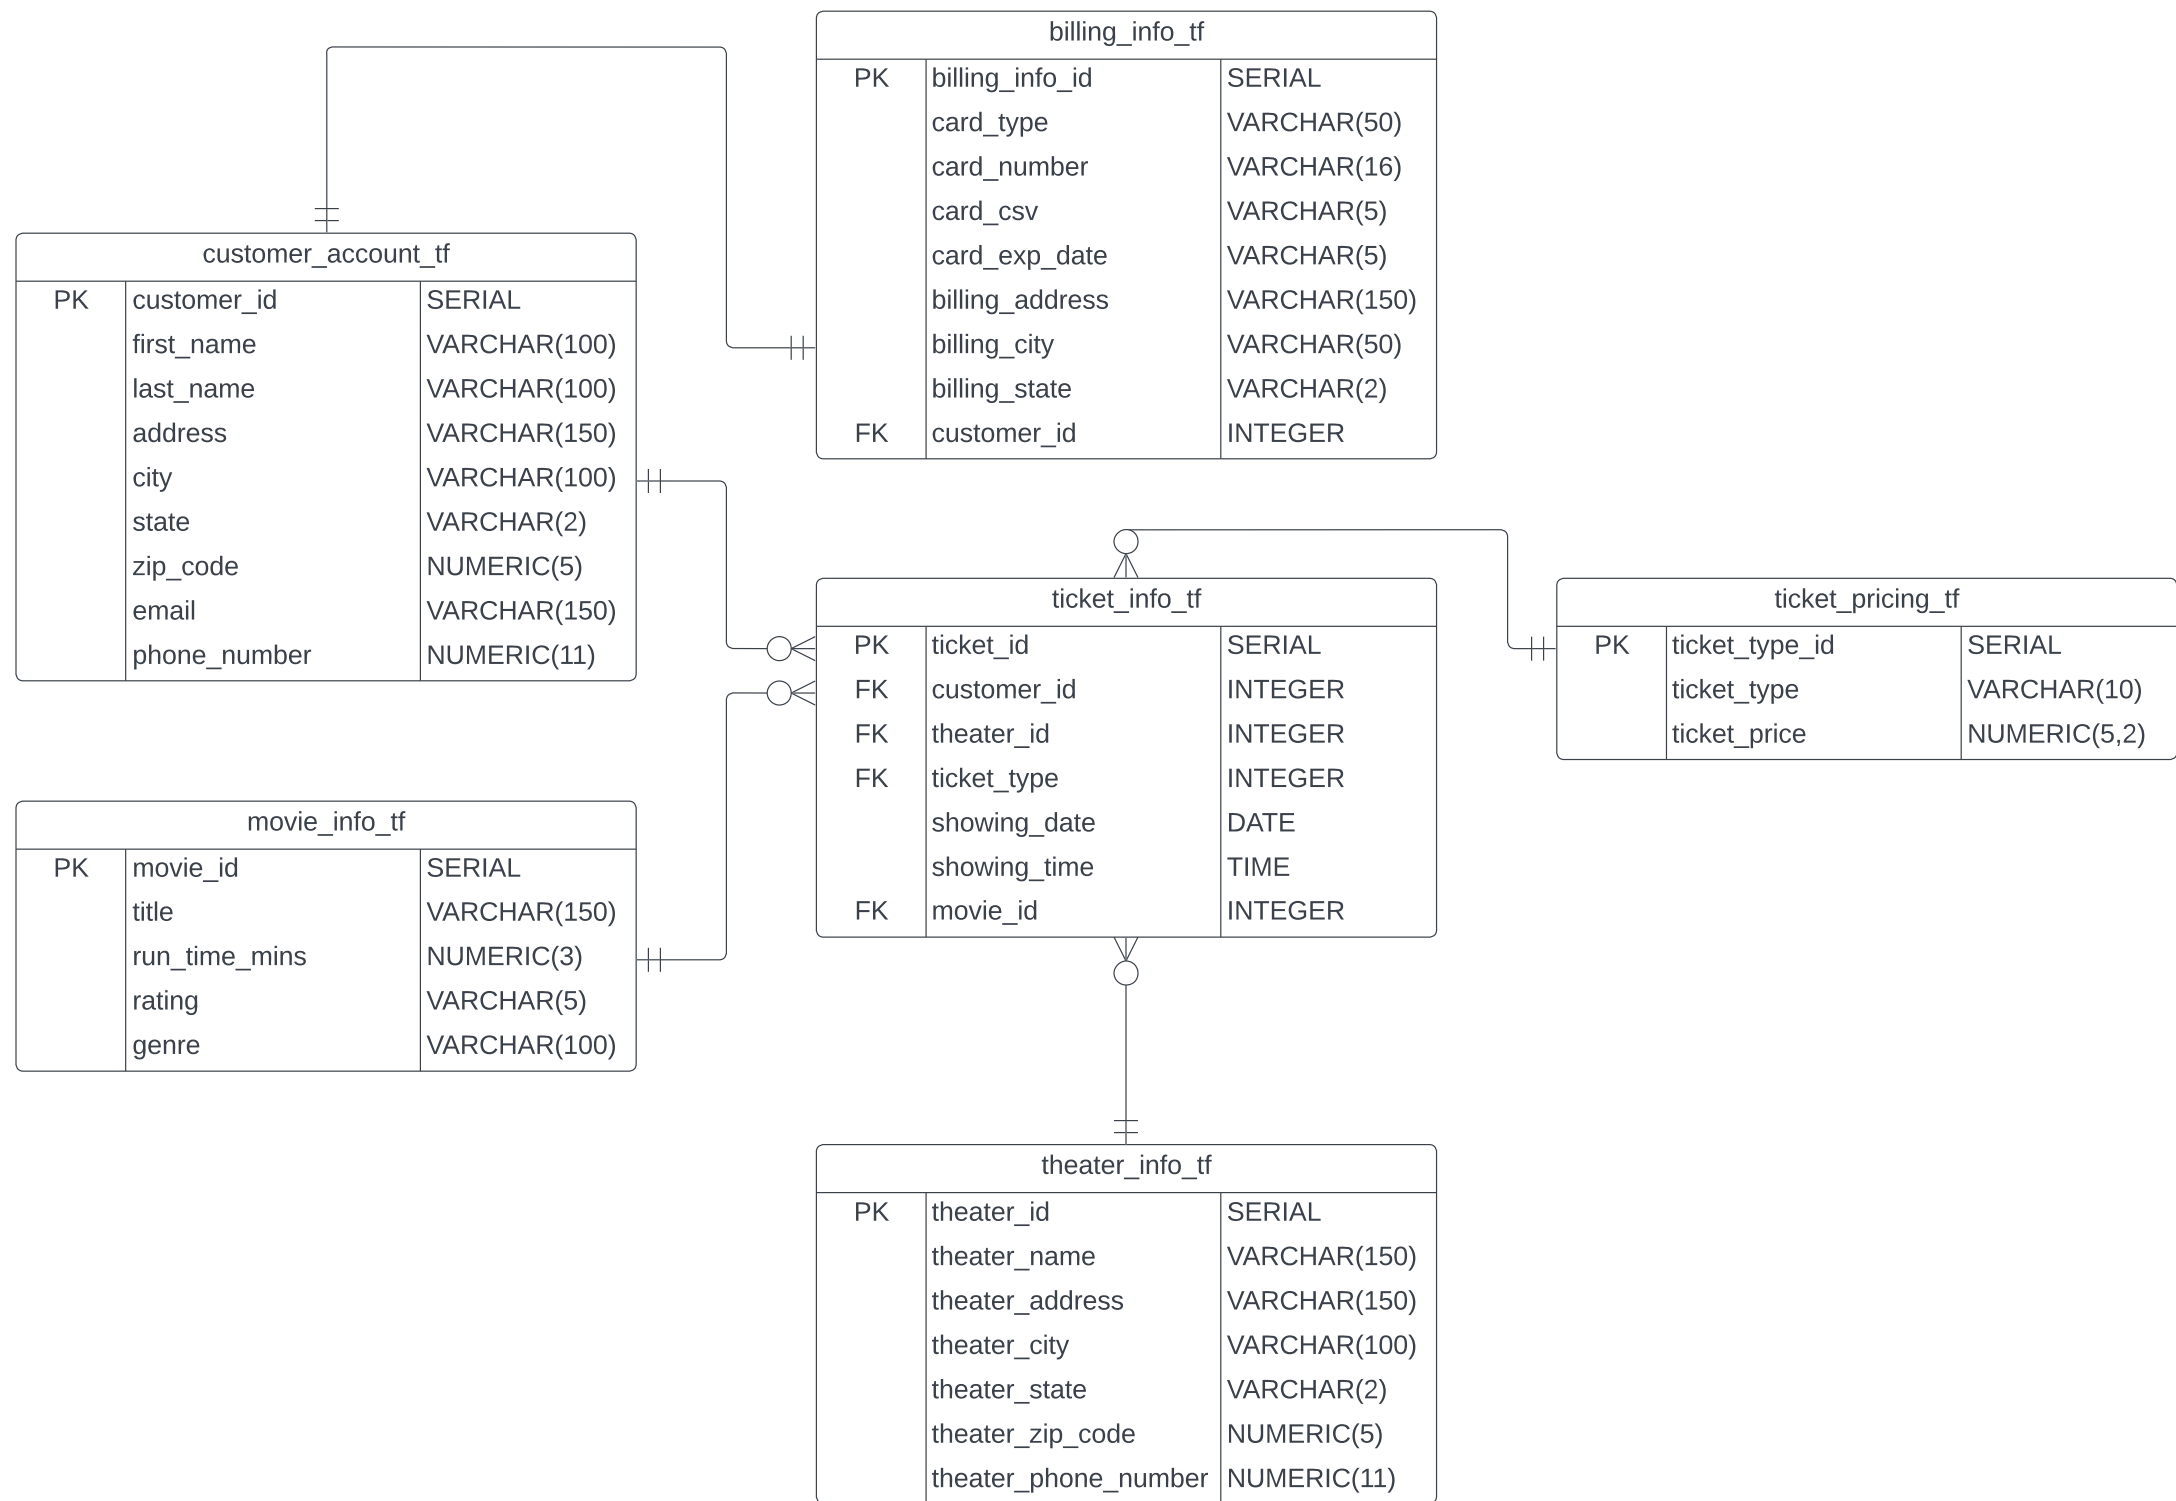 billing_info_tf
PK billing_info_id SERIAL
card_type VARCHAR(50)
card_number VARCHAR(16)
card_csv VARCHAR(5)
card_exp_date VARCHAR(5)
billing_address VARCHAR(150)
billing_city VARCHAR(50)
billing_state VARCHAR(2)
FK customer_id INTEGER
customer_account_tf
PK customer_id SERIAL
first_name VARCHAR(100)
last_name VARCHAR(100)
address VARCHAR(150)
city VARCHAR(100)
state VARCHAR(2)
zip_code NUMERIC(5)
email VARCHAR(150)
phone_number NUMERIC(11)
ticket_info_tf
PK ticket_id SERIAL
FK customer_id INTEGER
FK theater_id INTEGER
FK ticket_type INTEGER
showing_date DATE
showing_time TIME
FK movie_id INTEGER
ticket_pricing_tf
PK ticket_type_id SERIAL
ticket_type VARCHAR(10)
ticket_price NUMERIC(5,2)
movie_info_tf
PK movie_id SERIAL
title VARCHAR(150)
run_time_mins NUMERIC(3)
rating VARCHAR(5)
genre VARCHAR(100)
theater_info_tf
PK theater_id SERIAL
theater_name VARCHAR(150)
theater_address VARCHAR(150)
theater_city VARCHAR(100)
theater_state VARCHAR(2)
theater_zip_code NUMERIC(5)
theater_phone_number NUMERIC(11)